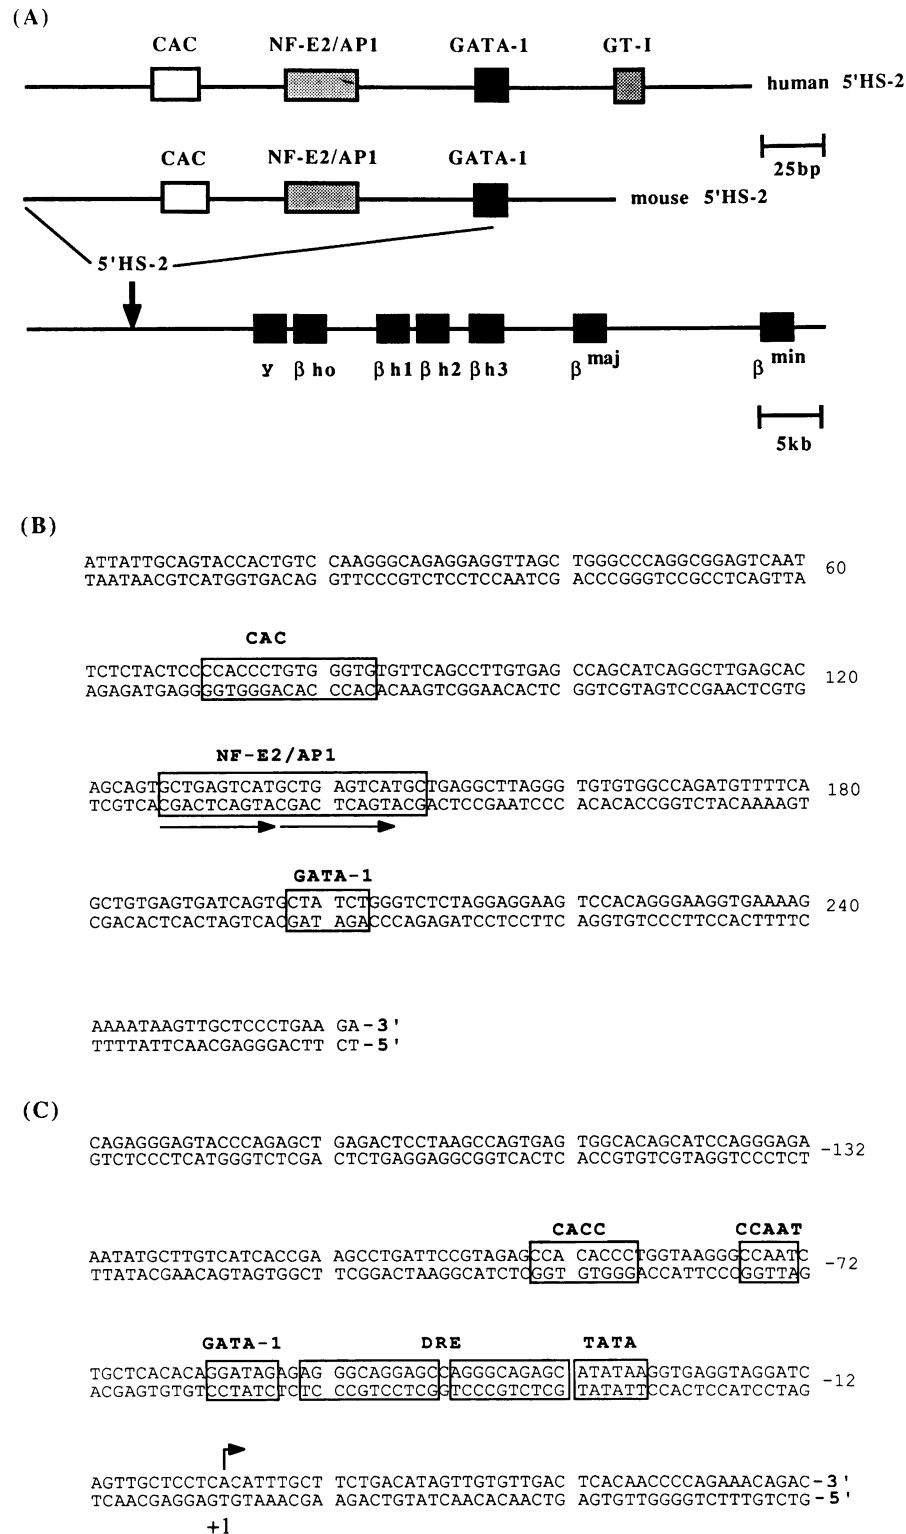 (A)
CAC NF-E2/AP1 GATA-1 GT-I
human 5'HS-2
25bp
CAC NF-E2/AP1 GATA-1
mouse 5'HS-2
5'HS-2
y βho βh1 βh2 βh3 β maj β min
5kb
(B)
ATTATTGCAGTACCACTGTC CAAGGGCAGAGGAGGTTAGC TGGGCCCAGGCGGAGTCAAT 60
TAATAACGTCATGGTGACAG GTTCCCGTCTCCTCCAATCG ACCCGGGTCCGCCTCAGTTA
CAC
TCTCTACTCCCCACCCTGTG GGTGTGTTCAGCCTTGTGAG CCAGCATCAGGCTTGAGCAC 120
AGAGATGAGGGGTGGGACAC CCACACAAGTCGGAACACTC GGTCGTAGTCCGAACTCGTG
NF-E2/AP1
AGCAGTGCTGAGTCATGCTG AGTCATGCTGAGGCTTAGGG TGTGTGGCCAGATGTTTTCA 180
TCGTCACGACTCAGTACGAC TCAGTACGACTCCGAATCCC ACACACCGGTCTACAAAAGT
GATA-1
GCTGTGAGTGATCAGTGCTA TCTGGGTCTCTAGGAGGAAG TCCACAGGGAAGGTGAAAAG 240
CGACACTCACTAGTCACGAT AGACCCAGAGATCCTCCTTC AGGTGTCCCTTCCACTTTTC
AAAATAAGTTGCTCCCTGAA GA-3'
TTTTATTCAACGAGGGACTT CT-5'
(C)
CAGAGGGAGTACCCAGAGCT GAGACTCCTAAGCCAGTGAG TGGCACAGCATCCAGGGAGA -132
GTCTCCCTCATGGGTCTCGA CTCTGAGGAGGCGGTCACTC ACCGTGTCGTAGGTCCCTCT
CACC CCAAT
AATATGCTTGTCATCACCGA AGCCTGATTCCGTAGAGCCA CACCCTGGTAAGGGCCAATC -72
TTATACGAACAGTAGTGGCT TCGGACTAAGGCATCTCGGT GTGGGACCATTCCCGGTTAG
GATA-1 DRE TATA
TGCTCACACAGGATAGAGAG GGCAGGAGCCAGGGCAGAGC ATATAAGGTGAGGTAGGATC -12
ACGAGTGTGTCCTATCTCTC CCGTCCTCGGTCCCGTCTCG TATATTCCACTCCATCCTAG
AGTTGCTCCTCACATTTGCT TCTGACATAGTTGTGTTGAC TCACAACCCCAGAAACAGAC-3'
TCAACGAGGAGTGTAAACGA AGACTGTATCAACACAACTG AGTGTTGGGGTCTTTGTCTG-5'
+1